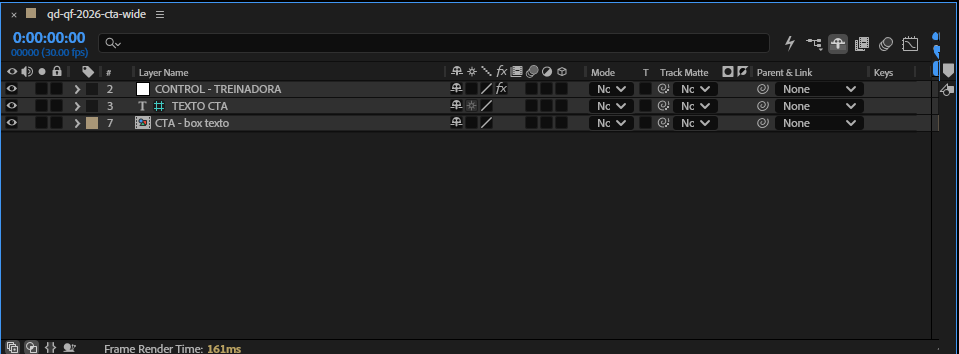 × qd-qf-2026-cta-wide
0:00:00:00
00000 (30.00 fps)
# Layer Name Mode T Track Matte Parent & Link Keys
2 CONTROL - TREINADORA fx Nc Nc None
3 T TEXTO CTA Nc Nc None
7 CTA - box texto Nc Nc None
Frame Render Time: 161ms